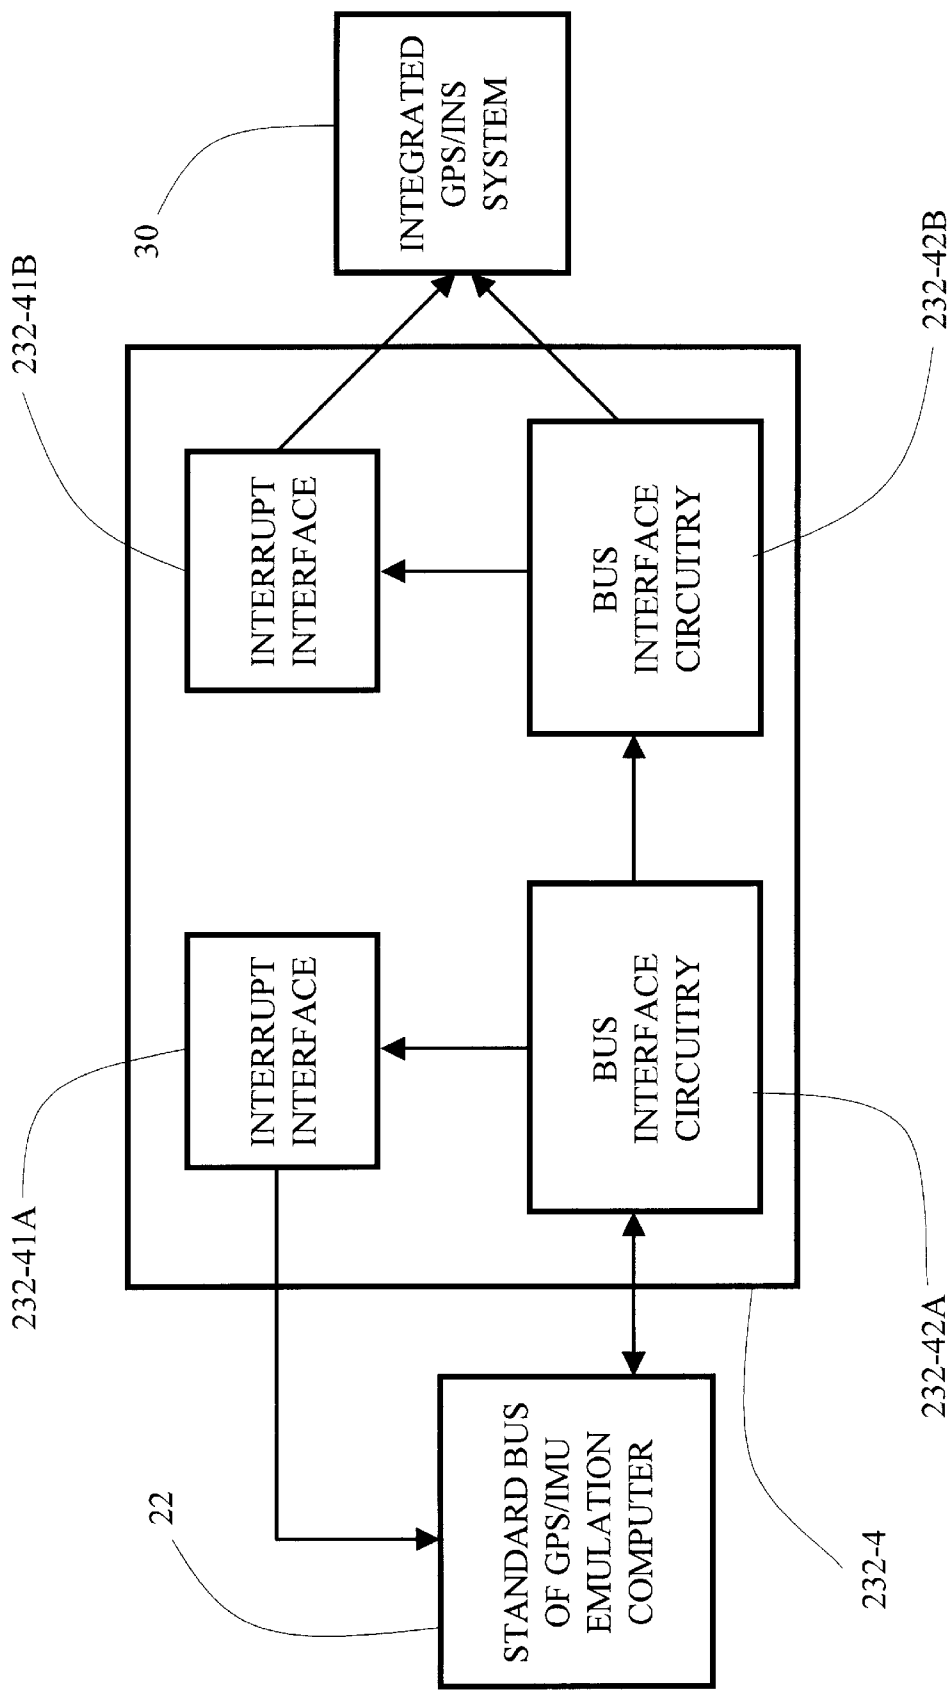 232-41A
232-41B
30
22
INTERRUPT
INTERFACE
INTERRUPT
INTERFACE
INTEGRATED
GPS/INS
SYSTEM
STANDARD BUS
OF GPS/IMU
EMULATION
COMPUTER
BUS
INTERFACE
CIRCUITRY
BUS
INTERFACE
CIRCUITRY
232-4
232-42A
232-42B